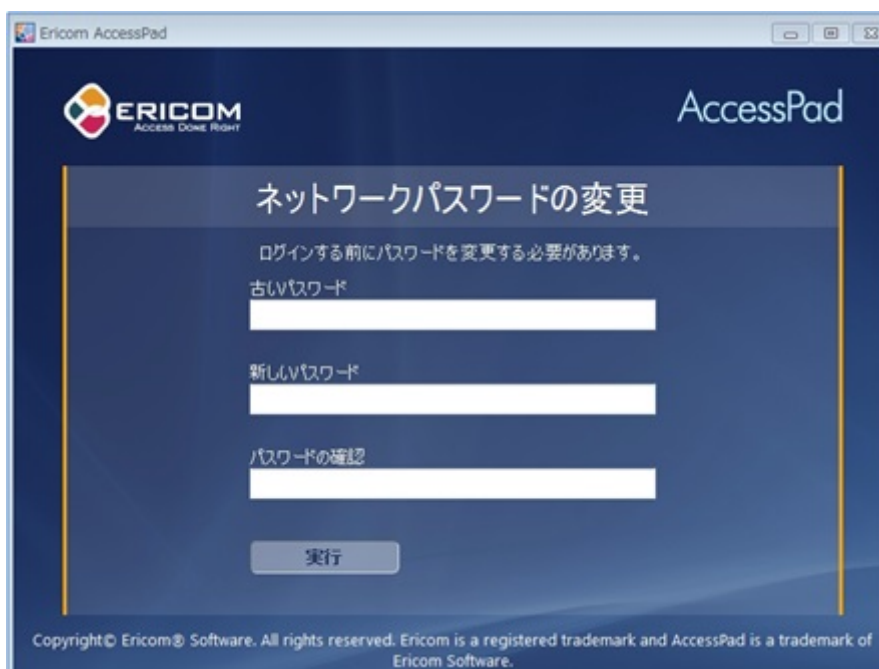 Ericom AccessPad
ERICOM
ACCESS DONE RIGHT
AccessPad
ネットワークパスワードの変更
ログインする前にパスワードを変更する必要があります。
古いパスワード
新しいパスワード
パスワードの確認
実行
Copyright© Ericom® Software. All rights reserved. Ericom is a registered trademark and AccessPad is a trademark of
Ericom Software.